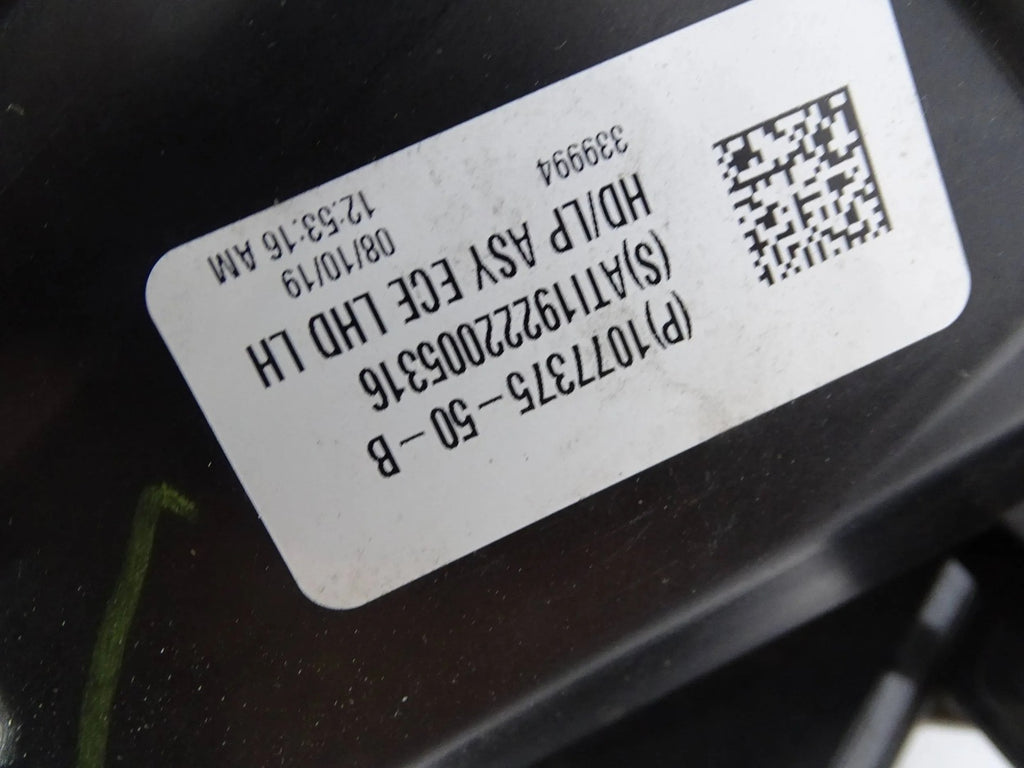 (P)1077375-50-B
(S)ATI19222005316
HD/LP ASY ECE LHD LH
339994 08/10/19
12:53:16 AM